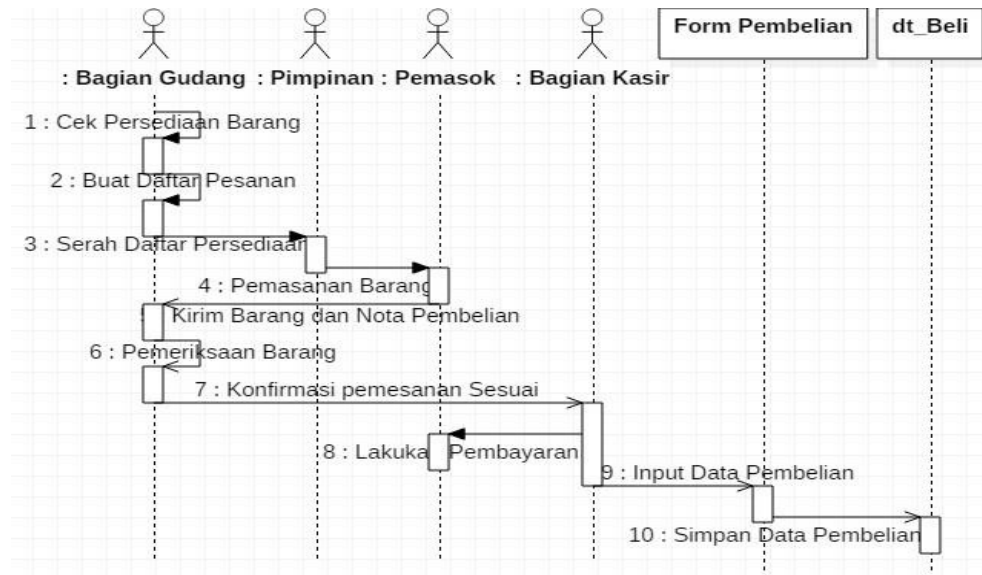 Form Pembelian
dt_Beli
: Bagian Gudang
: Pimpinan
: Pemasok
: Bagian Kasir
1 : Cek Persediaan Barang
2 : Buat Daftar Pesanan
3 : Serah Daftar Persediaan
4 : Pemasanan Barang
Kirim Barang dan Nota Pembelian
6 : Pemeriksaan Barang
7 : Konfirmasi pemesanan Sesuai
8 : Lakuka Pembayaran
9 : Input Data Pembelian
10 : Simpan Data Pembelian